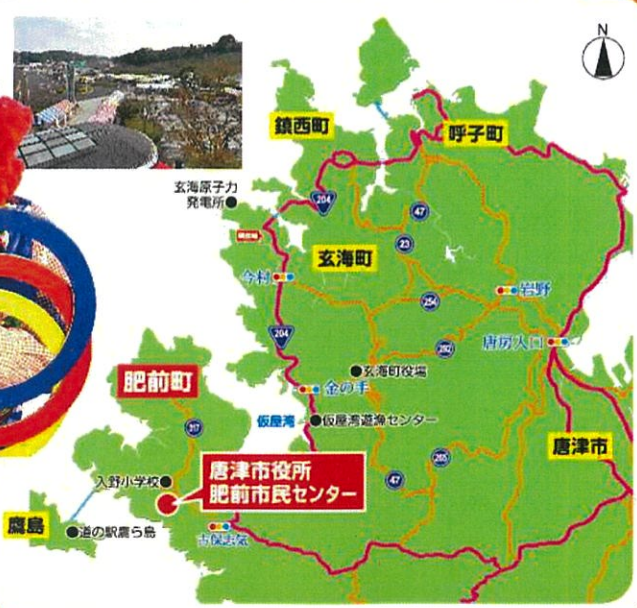 N
鎮西町
呼子町
玄海原子力
発電所
204
47
23
玄海町
今村
254
岩野
204
292
唐房入口
玄海町役場
肥前町
金の手
仮屋湾
仮屋湾遊漁センター
317
唐津市
265
47
入野小学校
唐津市役所
肥前市民センター
鷹島
道の駅鷹ら島
古保志気